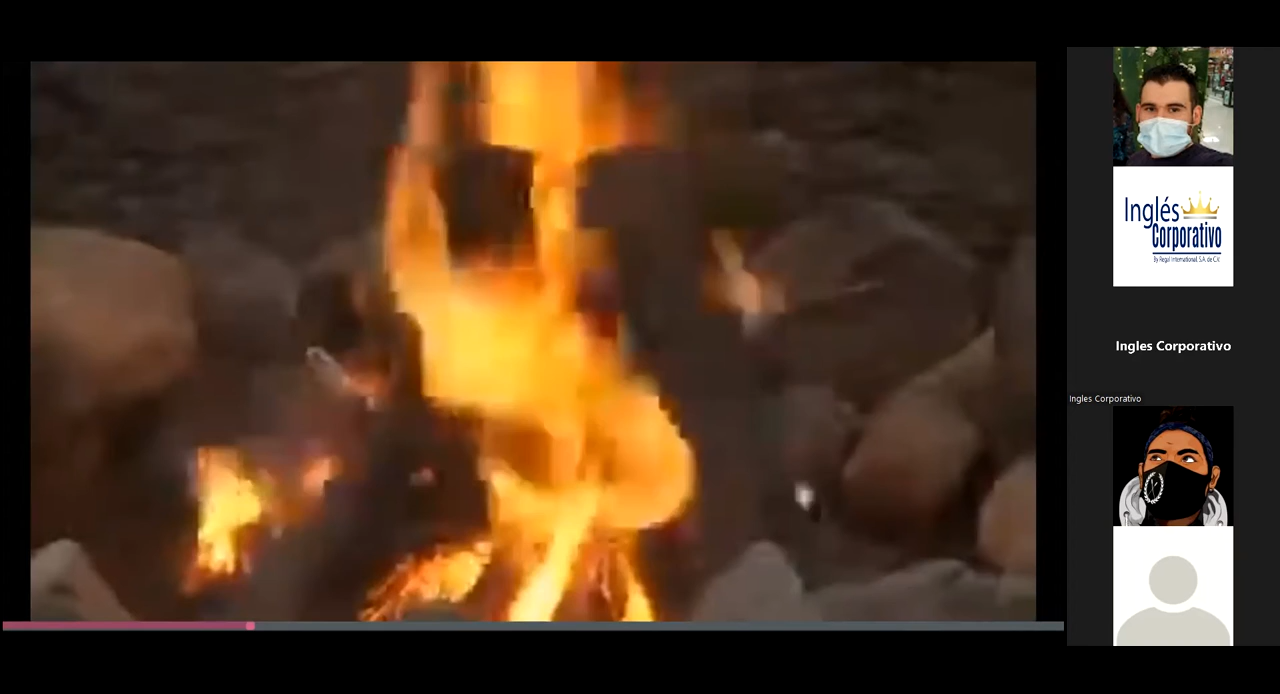 Inglés
Corporativo
By Regal International, S.A. de C.V.
Ingles Corporativo
Ingles Corporativo